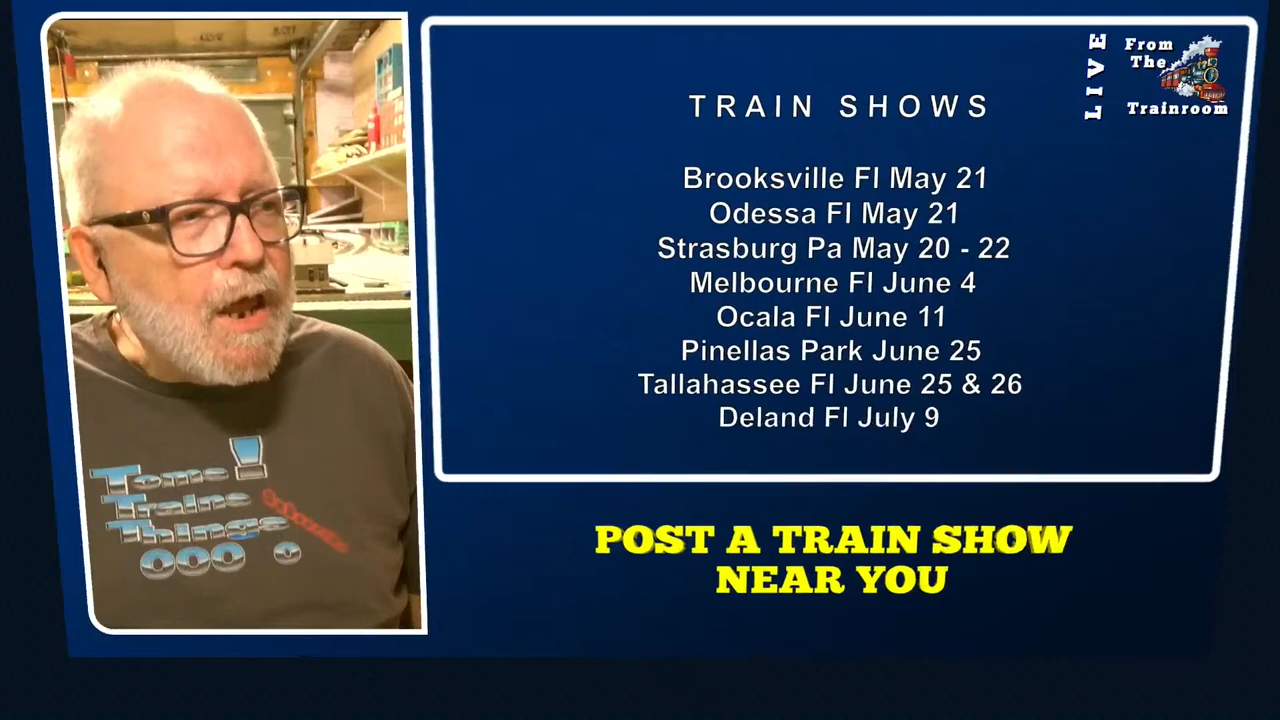 LIVE
From
The
Trainroom
TRAIN SHOWS
Brooksville Fl May 21
Odessa Fl May 21
Strasburg Pa May 20 - 22
Melbourne Fl June 4
Ocala Fl June 11
Pinellas Park June 25
Tallahassee Fl June 25 & 26
Deland Fl July 9
POST A TRAIN SHOW
NEAR YOU
Toms !
Trains
Things